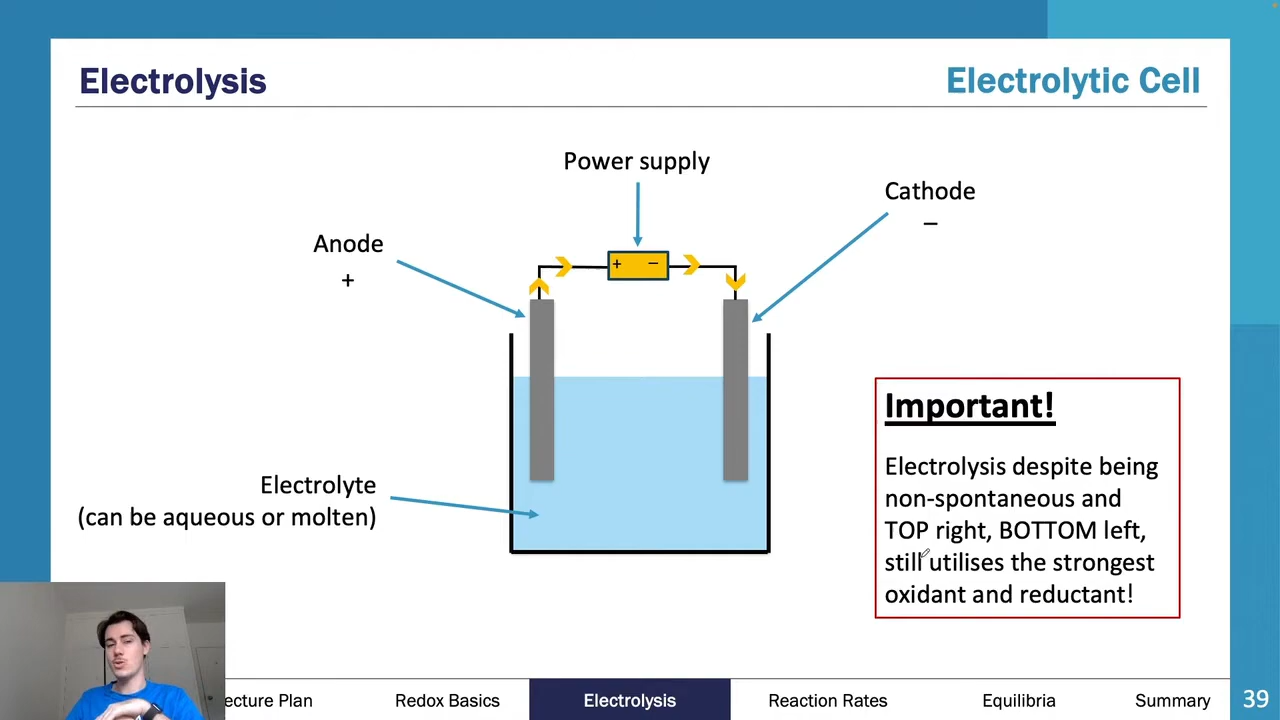 Electrolysis
Electrolytic Cell
Power supply
Cathode
–
Anode
+
+ –
Important!
Electrolysis despite being
non-spontaneous and
TOP right, BOTTOM left,
still utilises the strongest
oxidant and reductant!
Electrolyte
(can be aqueous or molten)
ecture Plan
Redox Basics
Electrolysis
Reaction Rates
Equilibria
Summary
39